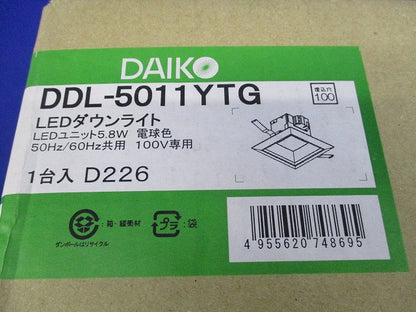 DAIKO
DDL-5011YTG
埋込穴
100
LEDダウンライト
LEDユニット5.8W 電球色
50Hz/60Hz共用 100V専用
1台入 D226
:箱・緩衝材
プラ
:袋
ダンボールはリサイクル
4 955620 748695